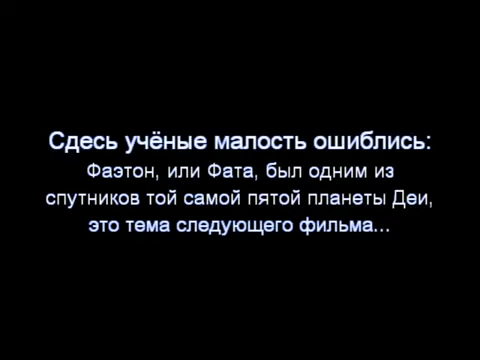 Сдесь учёные малость ошиблись:
Фаэтон, или Фата, был одним из
спутников той самой пятой планеты Деи,
это тема следующего фильма...